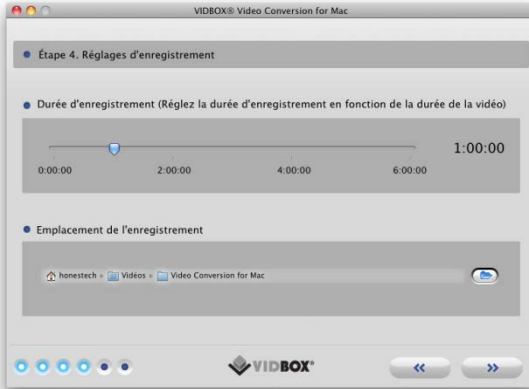 VIDBOX® Video Conversion for Mac
Étape 4. Réglages d'enregistrement
Durée d'enregistrement (Réglez la durée d'enregistrement en fonction de la durée de la vidéo)
1:00:00
0:00:00 2:00:00 4:00:00 6:00:00
Emplacement de l'enregistrement
honestech ▸ Vidéos ▸ Video Conversion for Mac
VIDBOX®